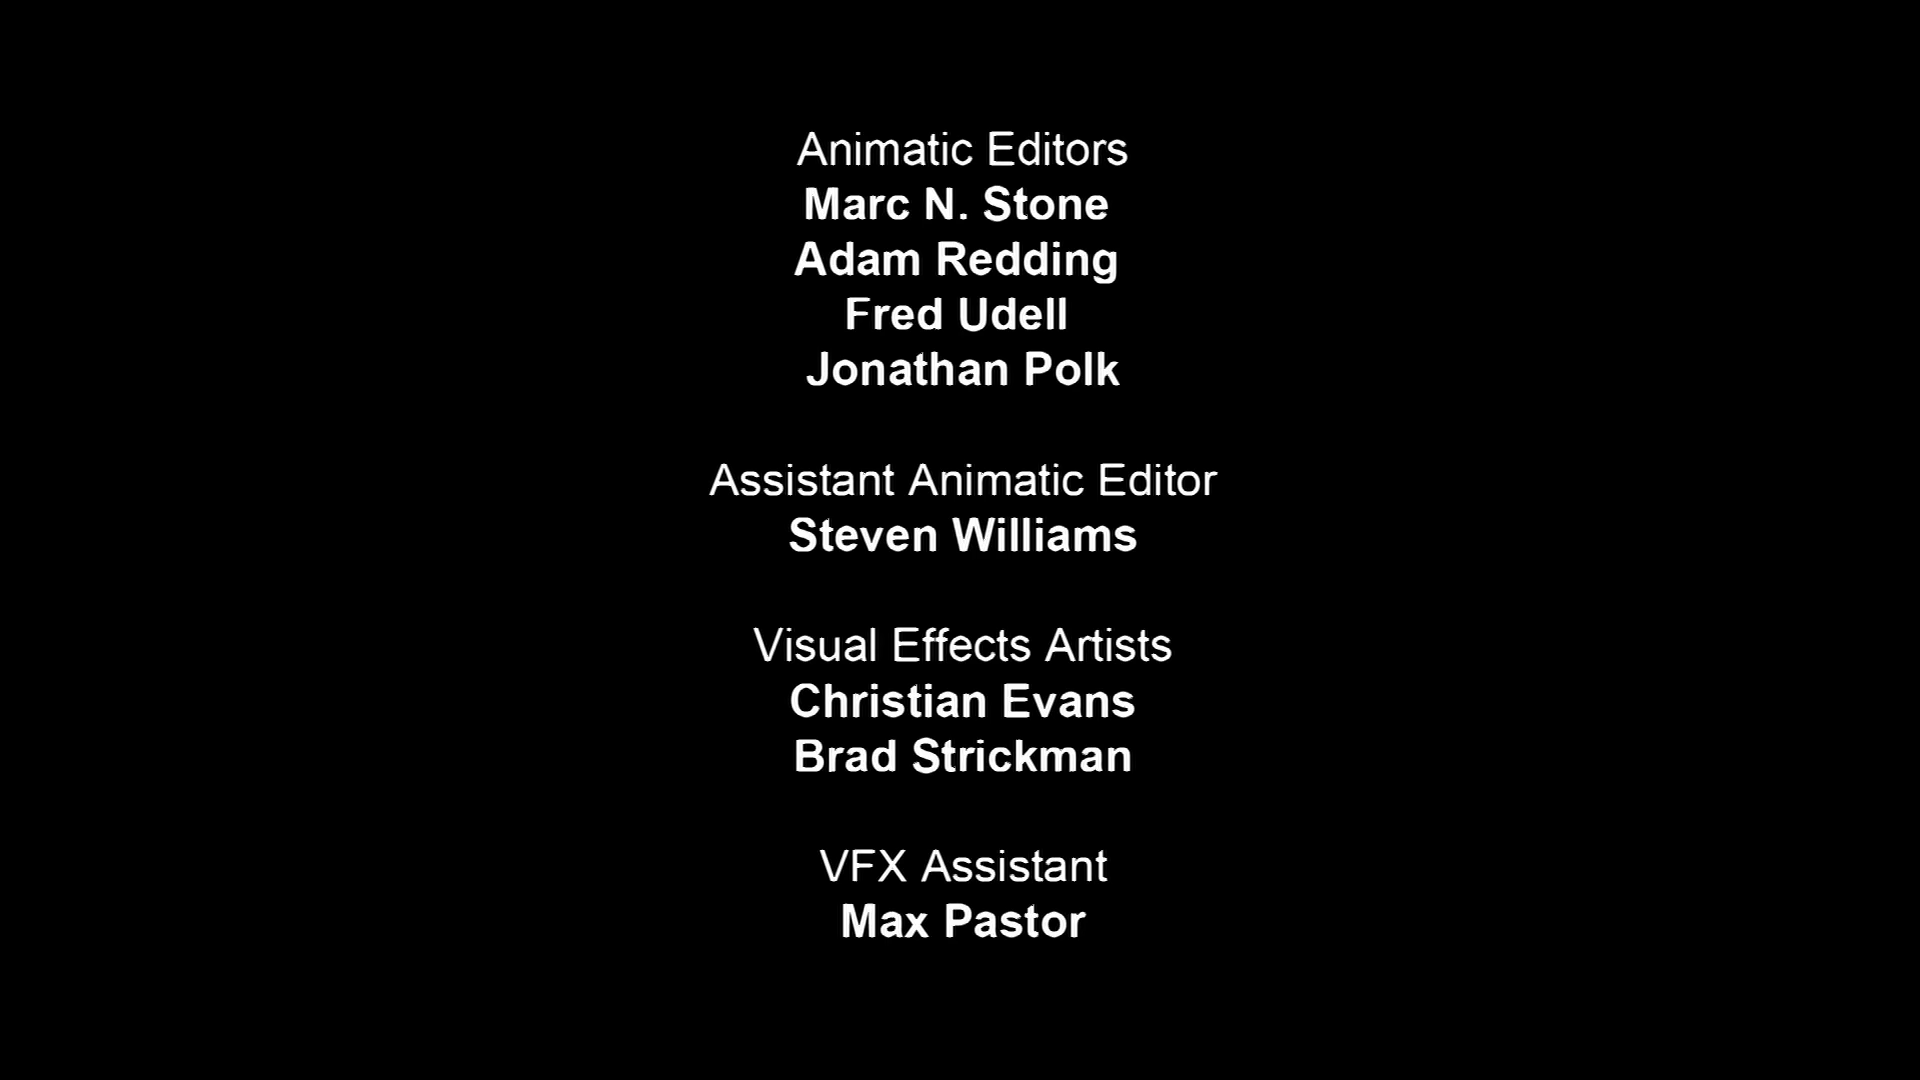 Animatic Editors
Marc N. Stone
Adam Redding
Fred Udell
Jonathan Polk
Assistant Animatic Editor
Steven Williams
Visual Effects Artists
Christian Evans
Brad Strickman
VFX Assistant
Max Pastor